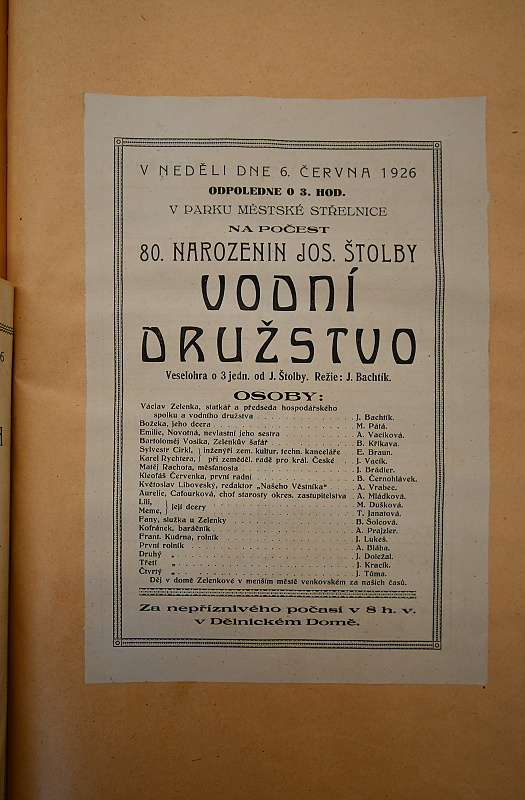 V NEDĚLI DNE 6. ČERVNA 1926
ODPOLEDNE O 3. HOD.
V PARKU MĚSTSKÉ STŘELNICE
NA POČEST
80. NAROZENIN JOS. ŠTOLBY
VODNÍ
DRUŽSTVO
Veselohra o 3 jedn. od J. Štolby. Režie: J. Bachtík.
OSOBY:
Václav Zelenka, statkář a předseda hospodářského
spolku a vodního družstva . . . . J. Bachtík.
Božeka, jeho dcera . . . . M. Pátá.
Emilie, Novotná, nevlastní jeho sestra . . . . A. Vacíková.
Bartoloměj Vosika, Zelenkův šafář . . . . B. Křikava.
Sylvestr Cirkl, } inženýři zem. kultur. techn. kanceláře . . E. Braun.
Karel Rychtera, } při zeměděl. radě pro král. České . . J. Vacík.
Matěj Rachota, měšťanosta . . . . J. Brádler.
Kleofáš Červenka, první radní . . . . B. Černohlávek.
Květoslav Liboveský, redaktor „Našeho Věstníka“ . . A. Vrabec.
Aurelie, Cafourková, choť starosty okres. zastupitelstva A. Mládková.
Lili, } její dcery . . . . M. Dušková.
Meme, } . . . . T. Janatová.
Fany, služka u Zelenky . . . . B. Šolcová.
Kofránek, baráčník . . . . A. Prajzler.
Frant. Kudrna, rolník . . . . J. Lukeš.
První rolník . . . . A. Bláha.
Druhý „ . . . . J. Doležal.
Třetí „ . . . . J. Kracík.
Čtvrtý „ . . . . J. Tůma.
Děj v domě Zelenkově v menším městě venkovském za našich časů.
Za nepříznivého počasí v 8 h. v.
v Dělnickém Domě.